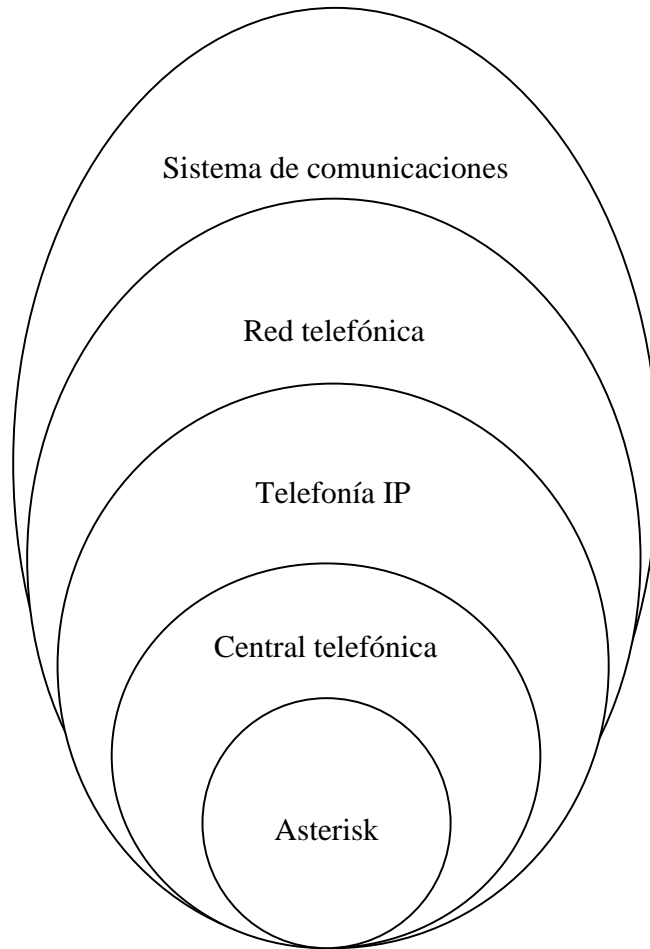 Sistema de comunicaciones
Red telefónica
Telefonía IP
Central telefónica
Asterisk